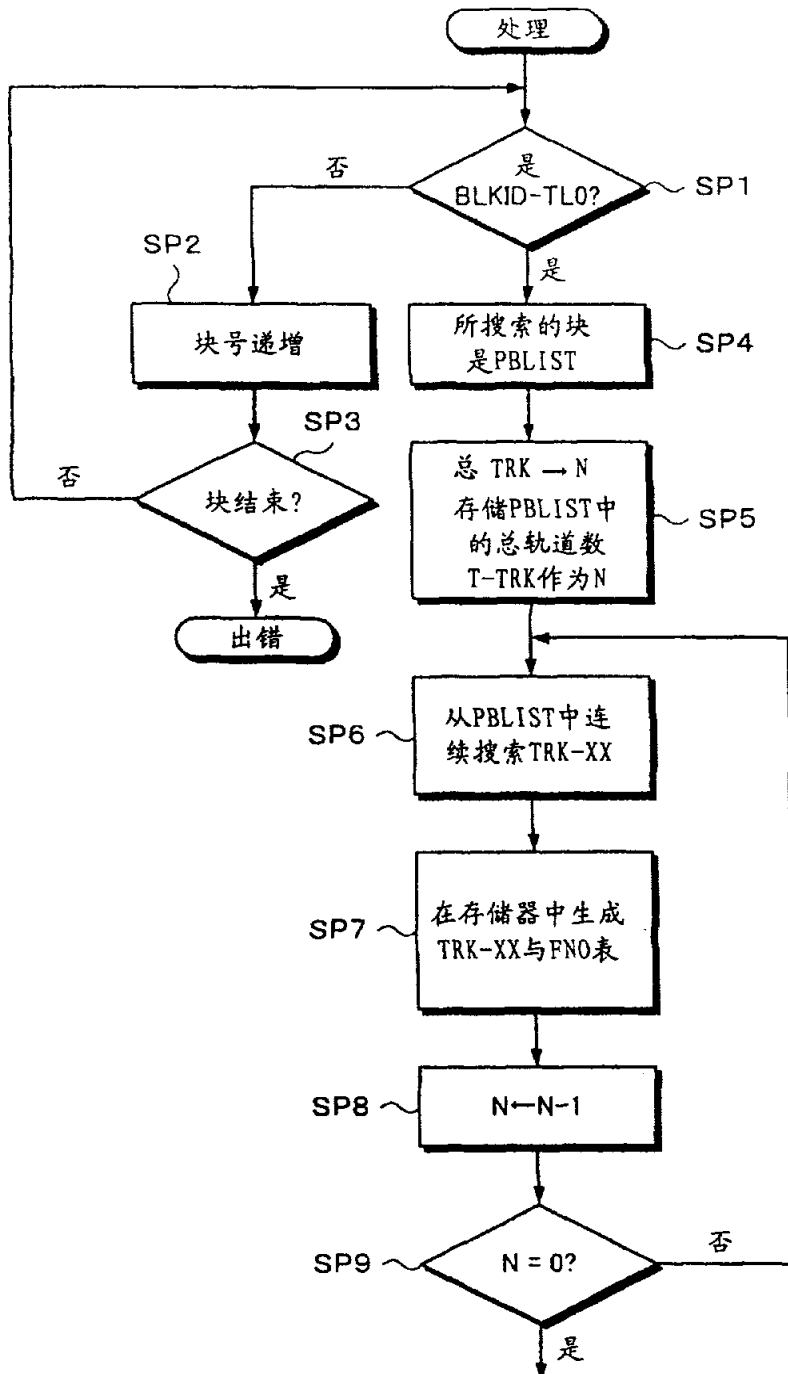 处理
是
BLKID-TL0?
SP1
否
是
SP2
块号递增
所搜索的块
是PBLIST
SP4
SP3
块结束?
否
是
出错
总 TRK → N
存储PBLIST中
的总轨道数
T-TRK作为N
SP5
SP6
从PBLIST中连
续搜索TRK-XX
SP7
在存储器中生成
TRK-XX与FNO表
SP8
N←N-1
SP9
N = 0?
否
是